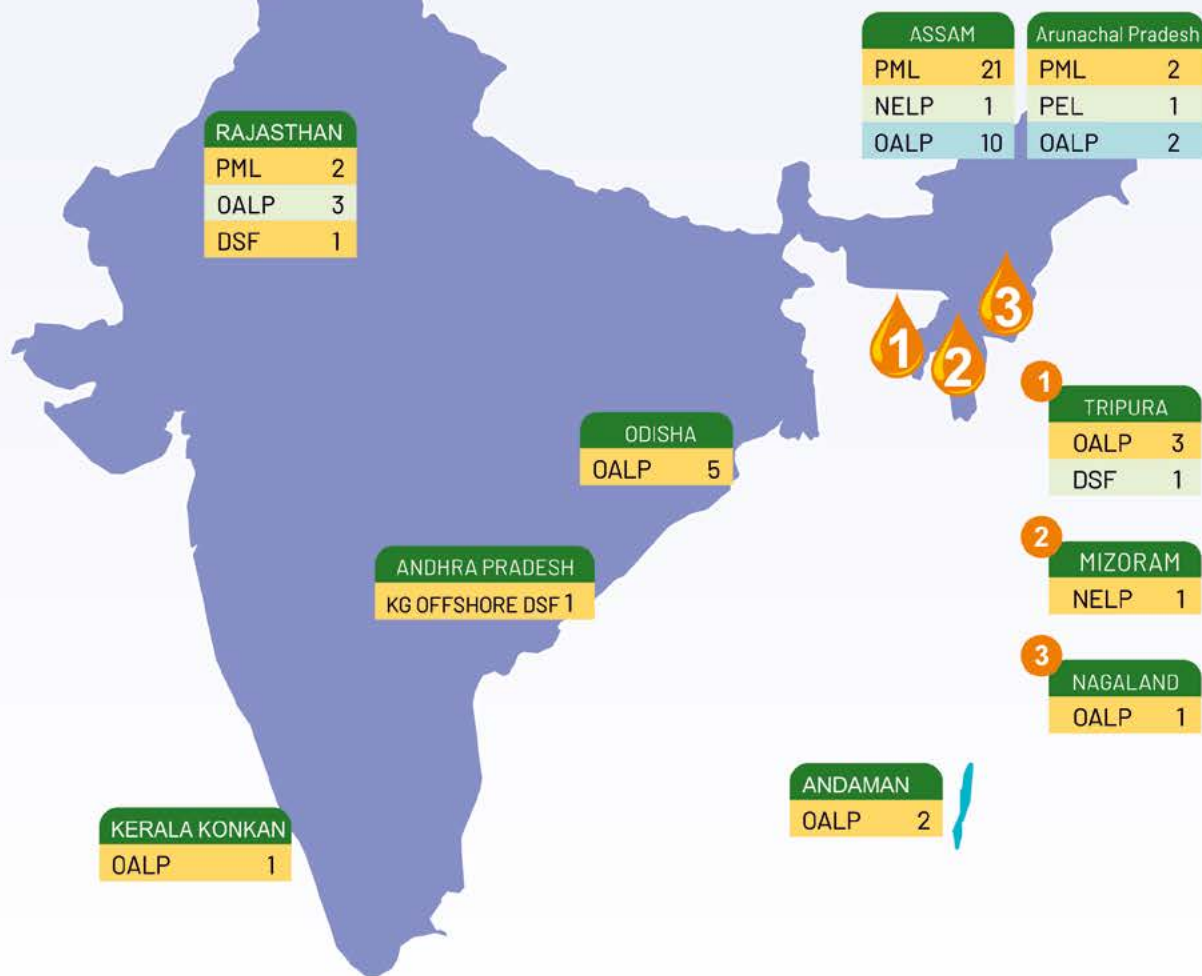 ASSAM
PML 21
NELP 1
OALP 10
Arunachal Pradesh
PML 2
PEL 1
OALP 2
RAJASTHAN
PML 2
OALP 3
DSF 1
1
2
3
1
TRIPURA
OALP 3
DSF 1
ODISHA
OALP 5
2
MIZORAM
NELP 1
ANDHRA PRADESH
KG OFFSHORE DSF 1
3
NAGALAND
OALP 1
ANDAMAN
OALP 2
KERALA KONKAN
OALP 1